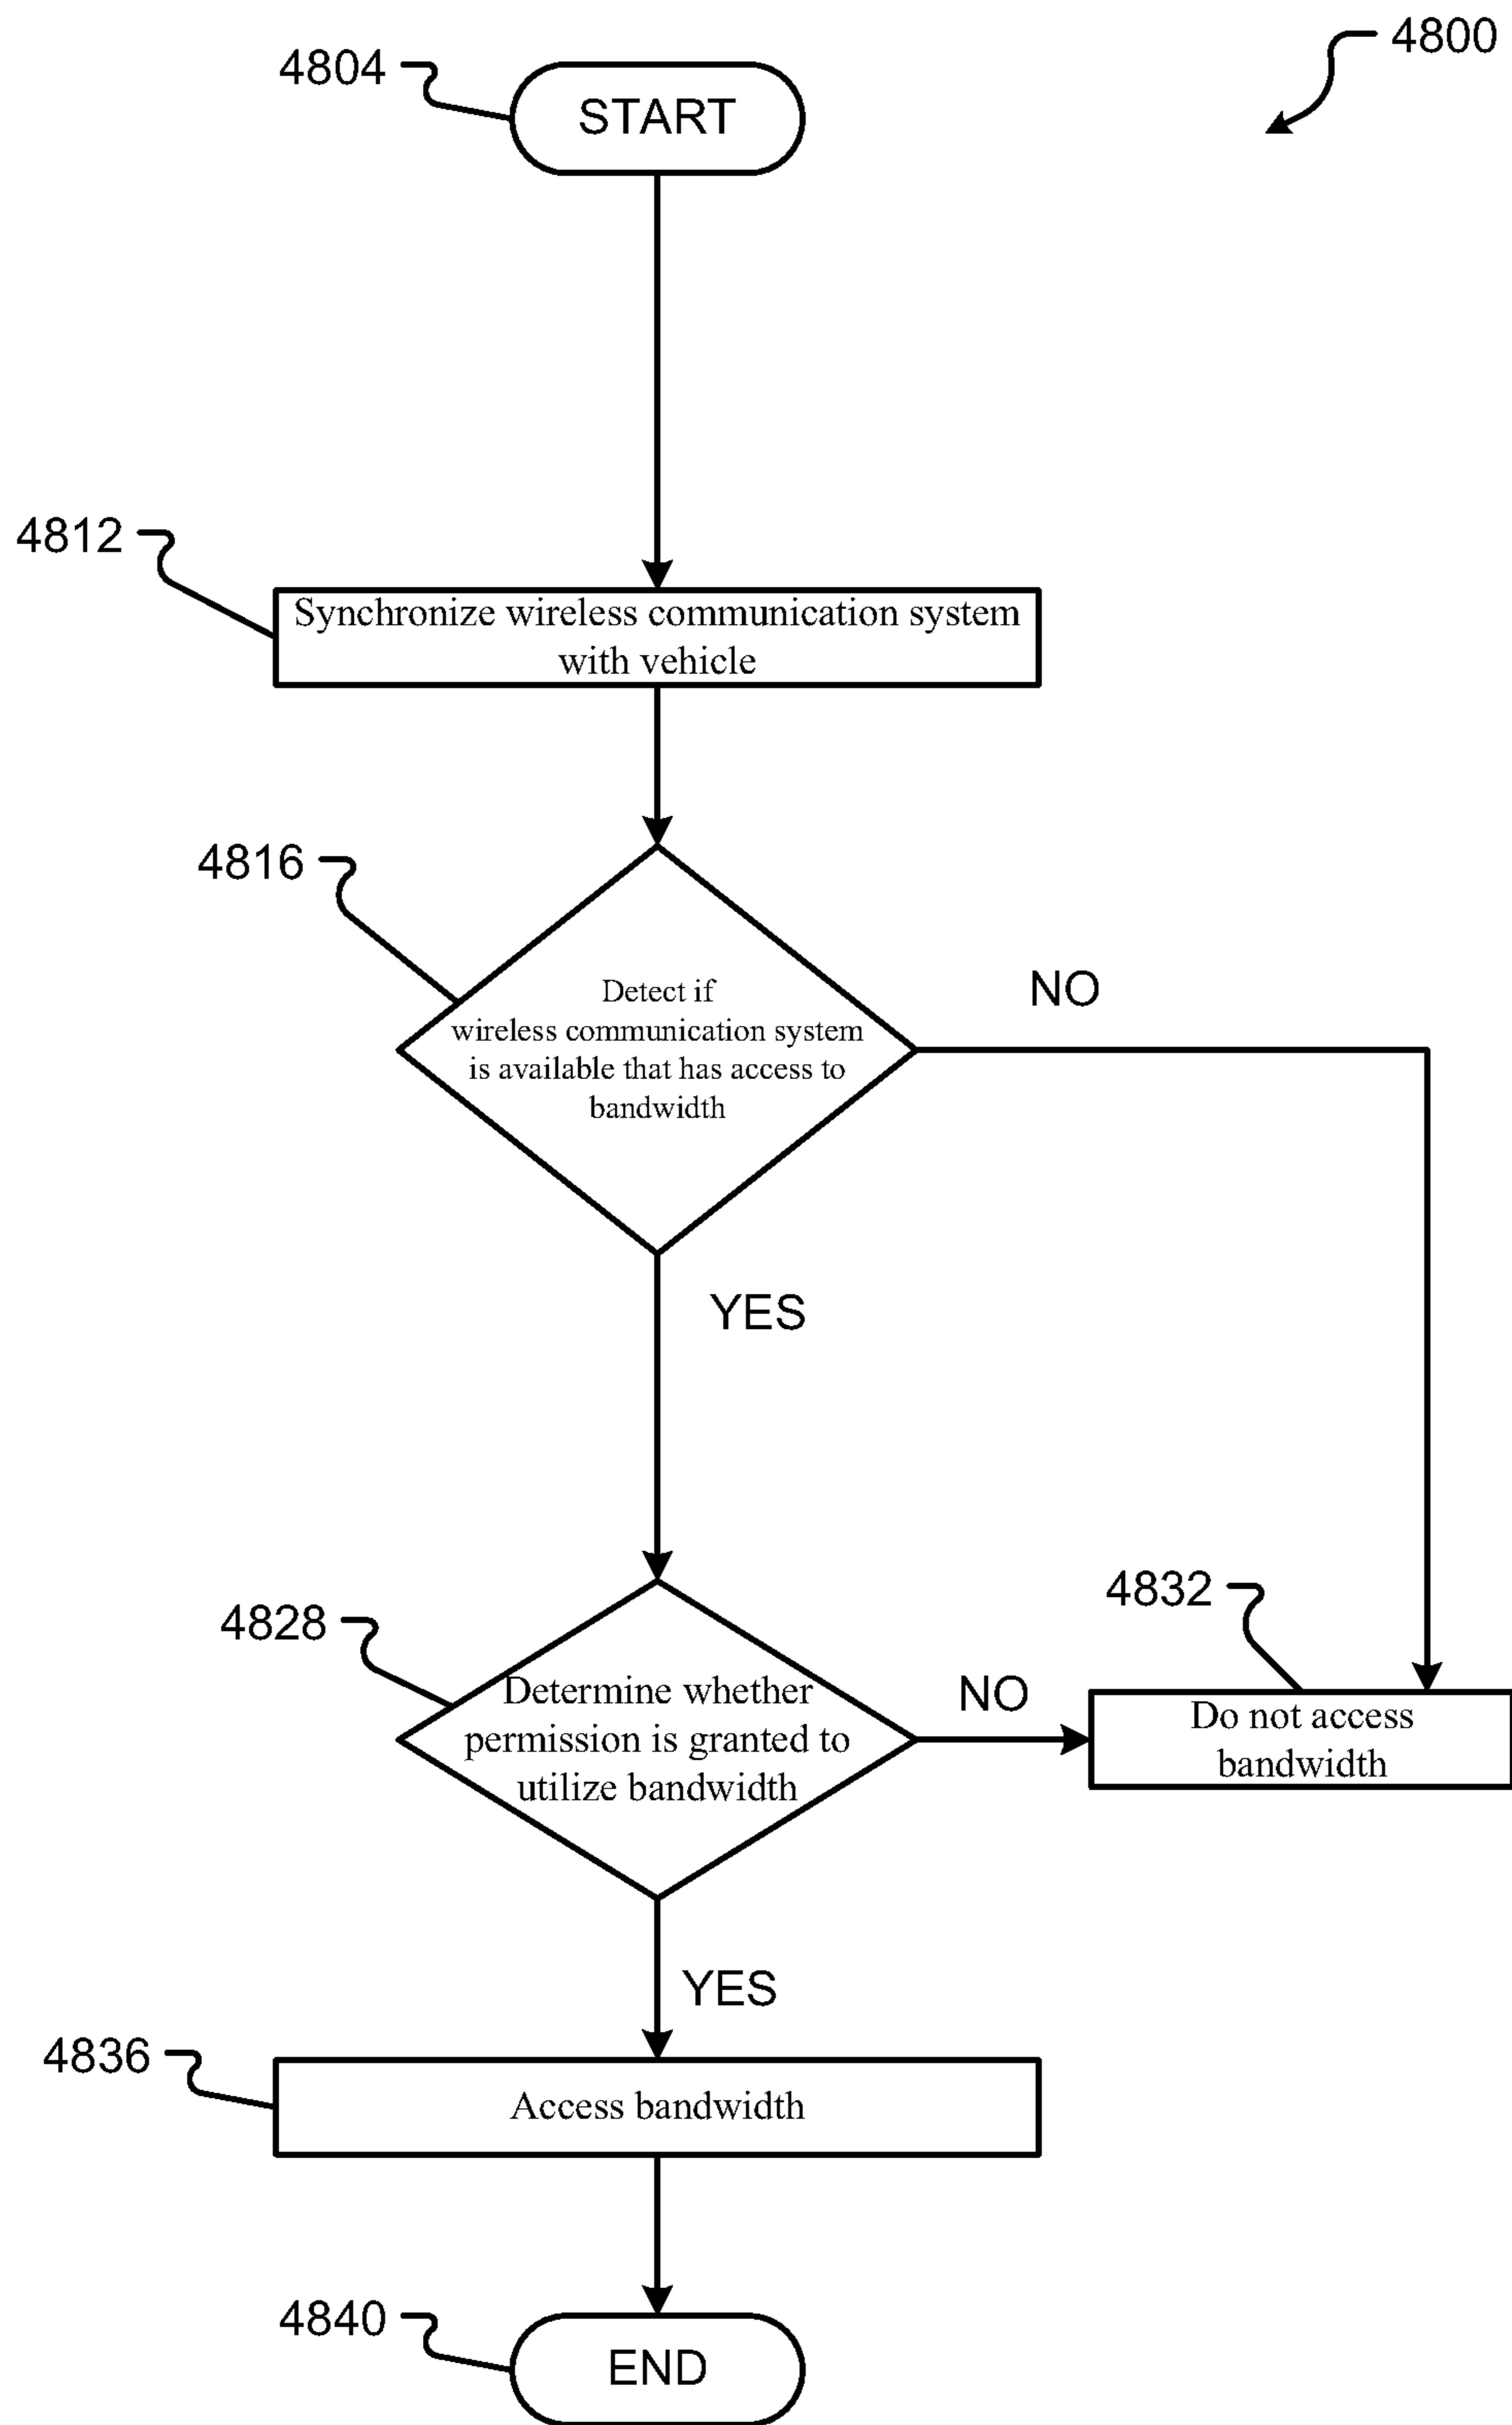 4800
4804
START
4812
Synchronize wireless communication system
with vehicle
4816
Detect if
wireless communication system
is available that has access to
bandwidth
NO
YES
4828
Determine whether
permission is granted to
utilize bandwidth
NO
4832
Do not access
bandwidth
YES
4836
Access bandwidth
4840
END